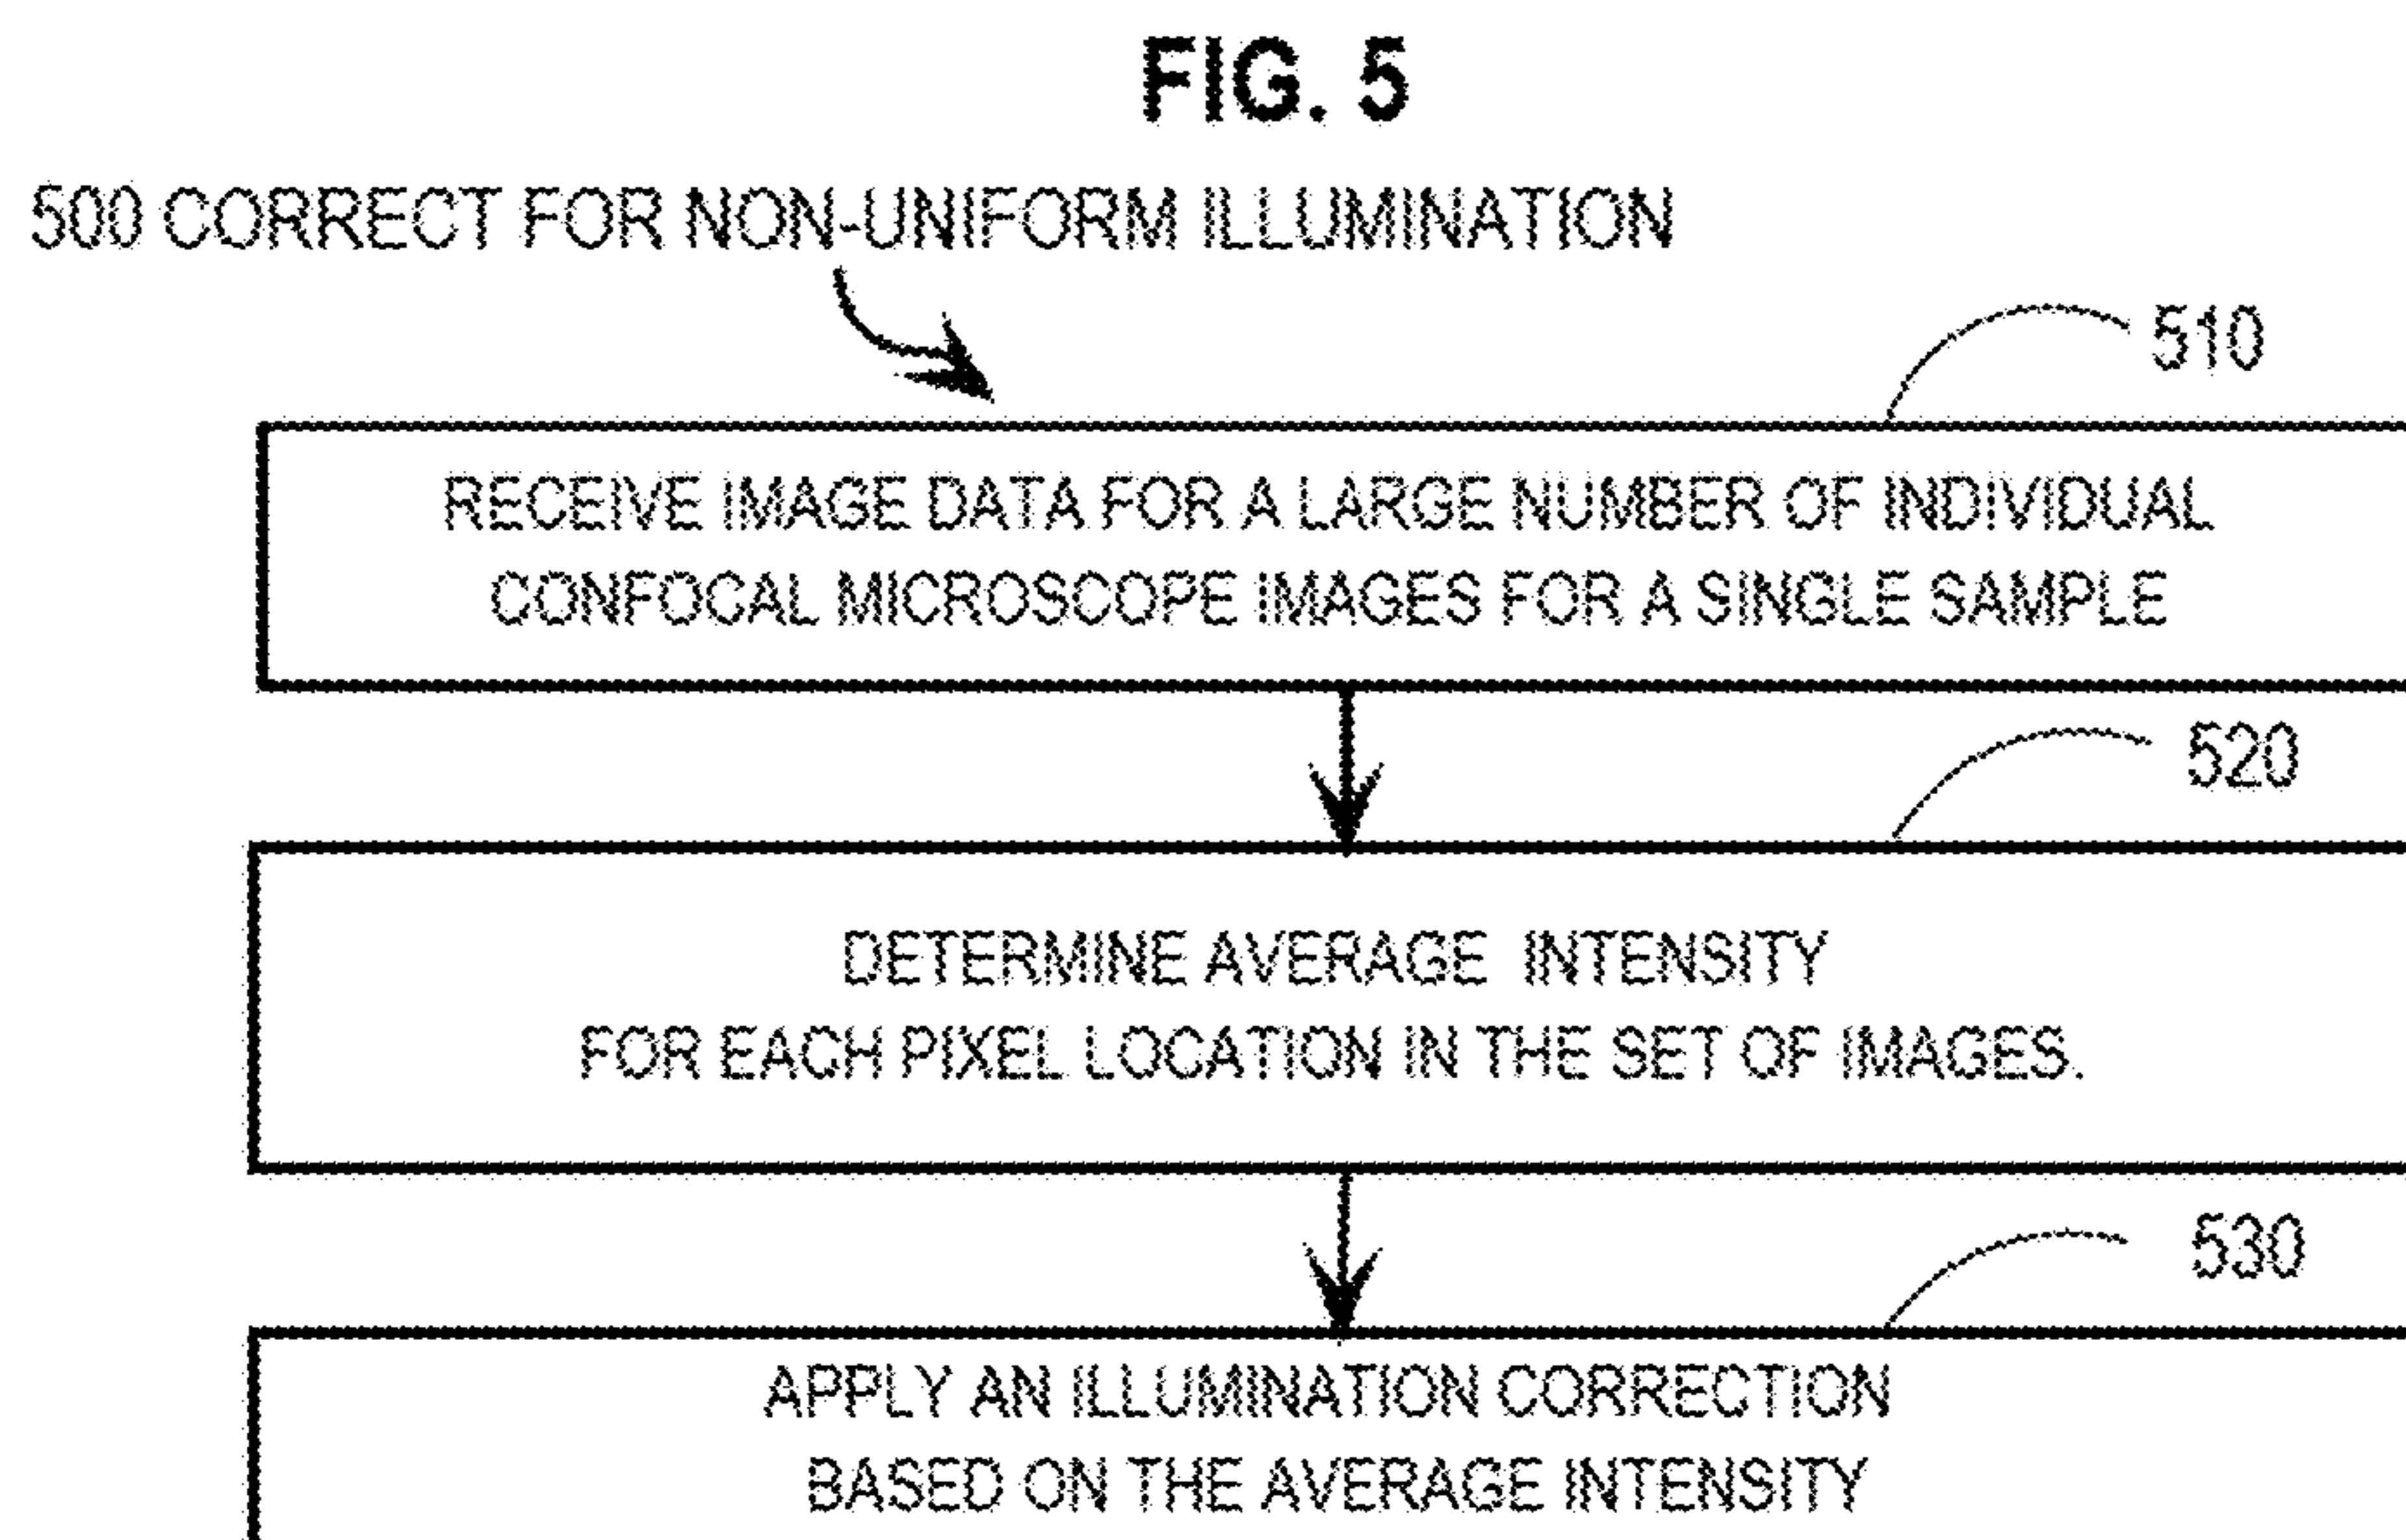 FIG. 5
500 CORRECT FOR NON-UNIFORM ILLUMINATION
510
RECEIVE IMAGE DATA FOR A LARGE NUMBER OF INDIVIDUAL
CONFOCAL MICROSCOPE IMAGES FOR A SINGLE SAMPLE
520
DETERMINE AVERAGE INTENSITY
FOR EACH PIXEL LOCATION IN THE SET OF IMAGES.
530
APPLY AN ILLUMINATION CORRECTION
BASED ON THE AVERAGE INTENSITY